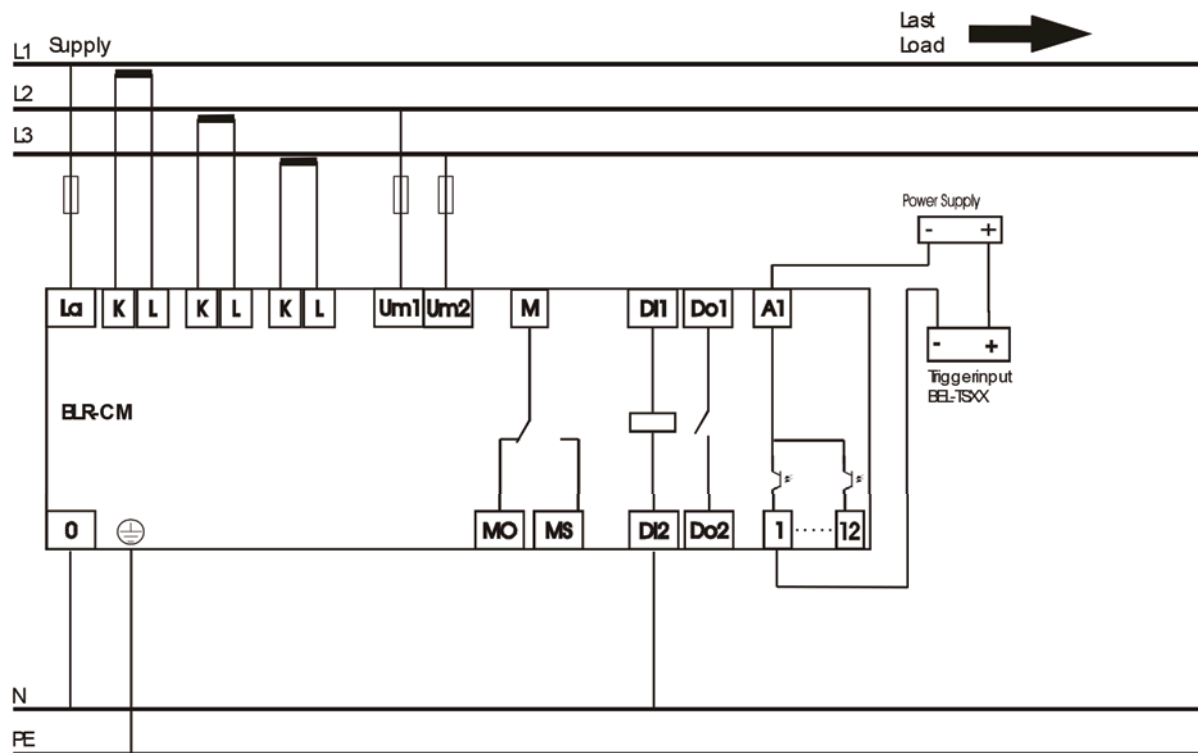 Last
Load
L1 Supply
L2
L3
Power Supply
- +
La K L K L K L Um1 Um2 M DI1 Do1 A1
- +
Triggerinput
BEL-TSXX
BLR-CM
0 MO MS DI2 Do2 1 ...... 12
N
PE